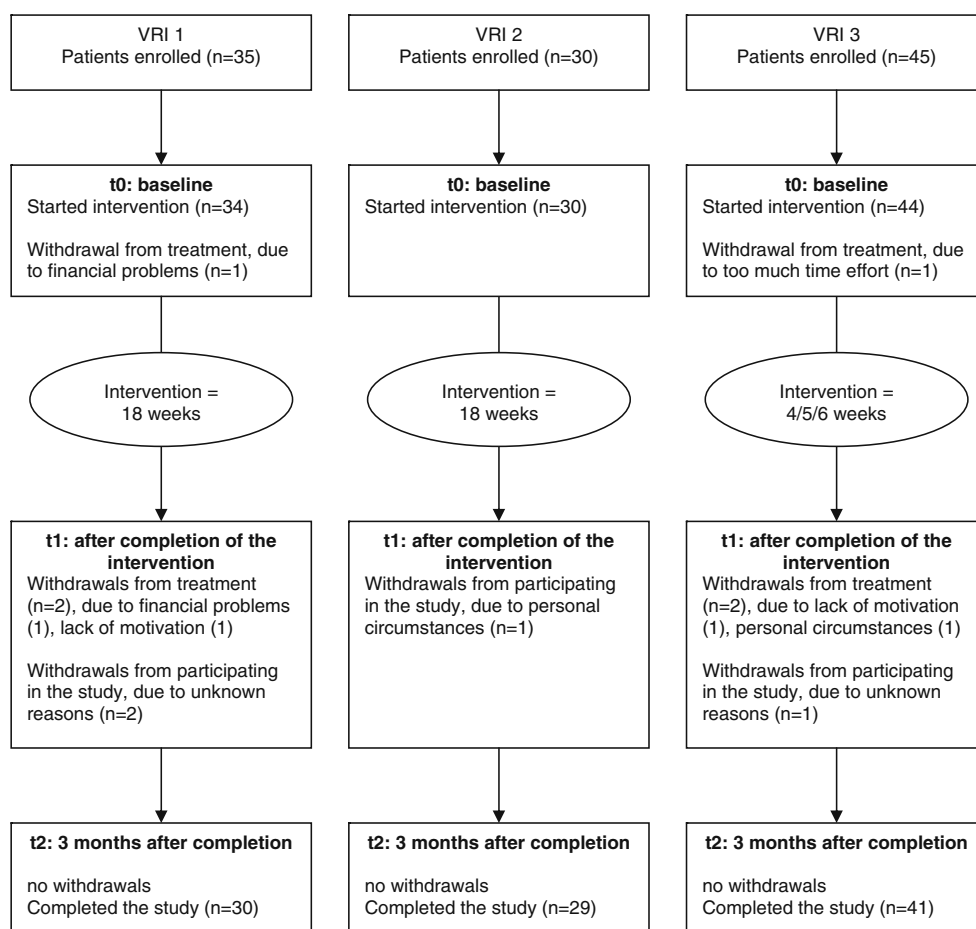 VRI 1
Patients enrolled (n=35)
t0: baseline
Started intervention (n=34)
Withdrawal from treatment, due
to financial problems (n=1)
Intervention =
18 weeks
t1: after completion of the
intervention
Withdrawals from treatment
(n=2), due to financial problems
(1), lack of motivation (1)
Withdrawals from participating
in the study, due to unknown
reasons (n=2)
t2: 3 months after completion
no withdrawals
Completed the study (n=30)
VRI 2
Patients enrolled (n=30)
t0: baseline
Started intervention (n=30)
Intervention =
18 weeks
t1: after completion of the
intervention
Withdrawals from participating
in the study, due to personal
circumstances (n=1)
t2: 3 months after completion
no withdrawals
Completed the study (n=29)
VRI 3
Patients enrolled (n=45)
t0: baseline
Started intervention (n=44)
Withdrawal from treatment, due
to too much time effort (n=1)
Intervention =
4/5/6 weeks
t1: after completion of the
intervention
Withdrawals from treatment
(n=2), due to lack of motivation
(1), personal circumstances (1)
Withdrawals from participating
in the study, due to unknown
reasons (n=1)
t2: 3 months after completion
no withdrawals
Completed the study (n=41)